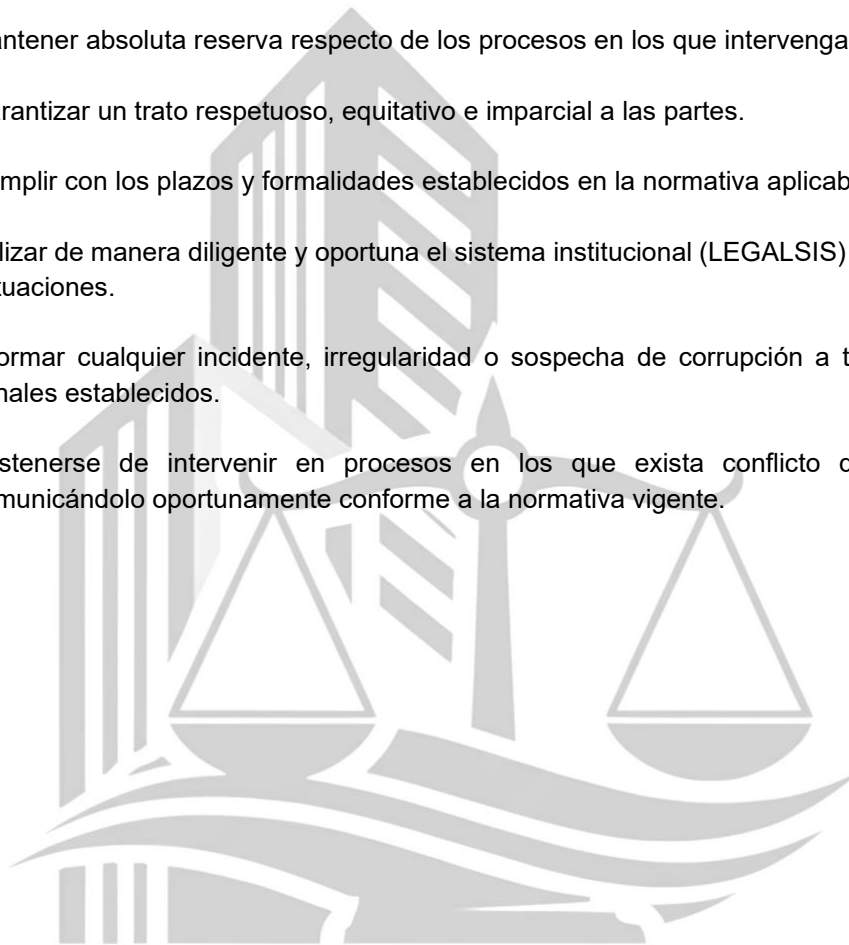 antener absoluta reserva respecto de los procesos en los que intervenga
rantizar un trato respetuoso, equitativo e imparcial a las partes.
mplir con los plazos y formalidades establecidos en la normativa aplicab
lizar de manera diligente y oportuna el sistema institucional (LEGALSIS)
tuaciones.
ormar cualquier incidente, irregularidad o sospecha de corrupción a t
nales establecidos.
stenerse de intervenir en procesos en los que exista conflicto d
municándolo oportunamente conforme a la normativa vigente.